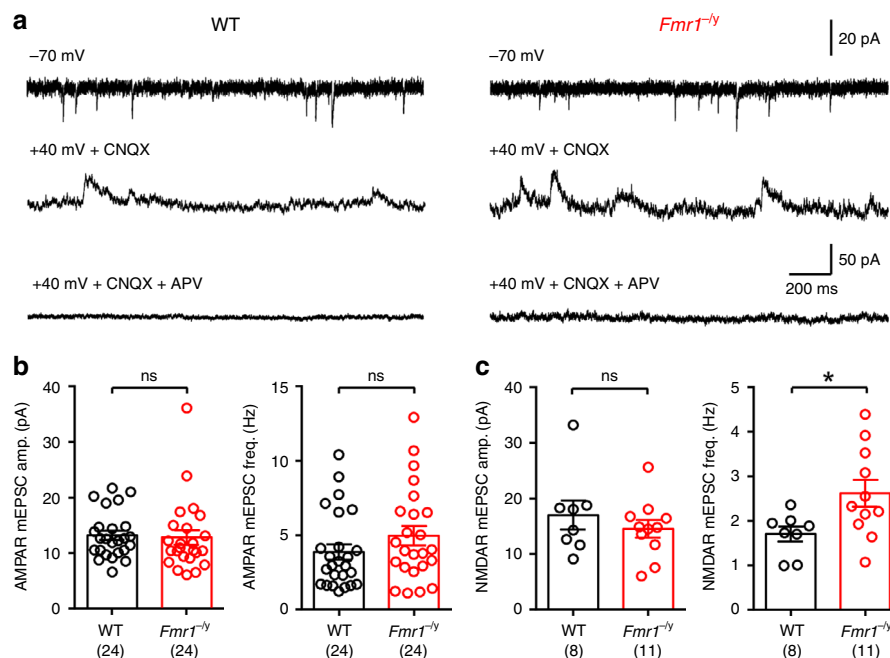 a
WT
Fmr1⁻/ʸ
20 pA
–70 mV
–70 mV
+40 mV + CNQX
+40 mV + CNQX
50 pA
200 ms
+40 mV + CNQX + APV
+40 mV + CNQX + APV
b
AMPAR mEPSC amp. (pA)
40
30
20
10
0
ns
WT
(24)
Fmr1⁻/ʸ
(24)
AMPAR mEPSC freq. (Hz)
15
10
5
0
ns
WT
(24)
Fmr1⁻/ʸ
(24)
c
NMDAR mEPSC amp. (pA)
40
30
20
10
0
ns
WT
(8)
Fmr1⁻/ʸ
(11)
NMDAR mEPSC freq. (Hz)
5
4
3
2
1
0
*
WT
(8)
Fmr1⁻/ʸ
(11)